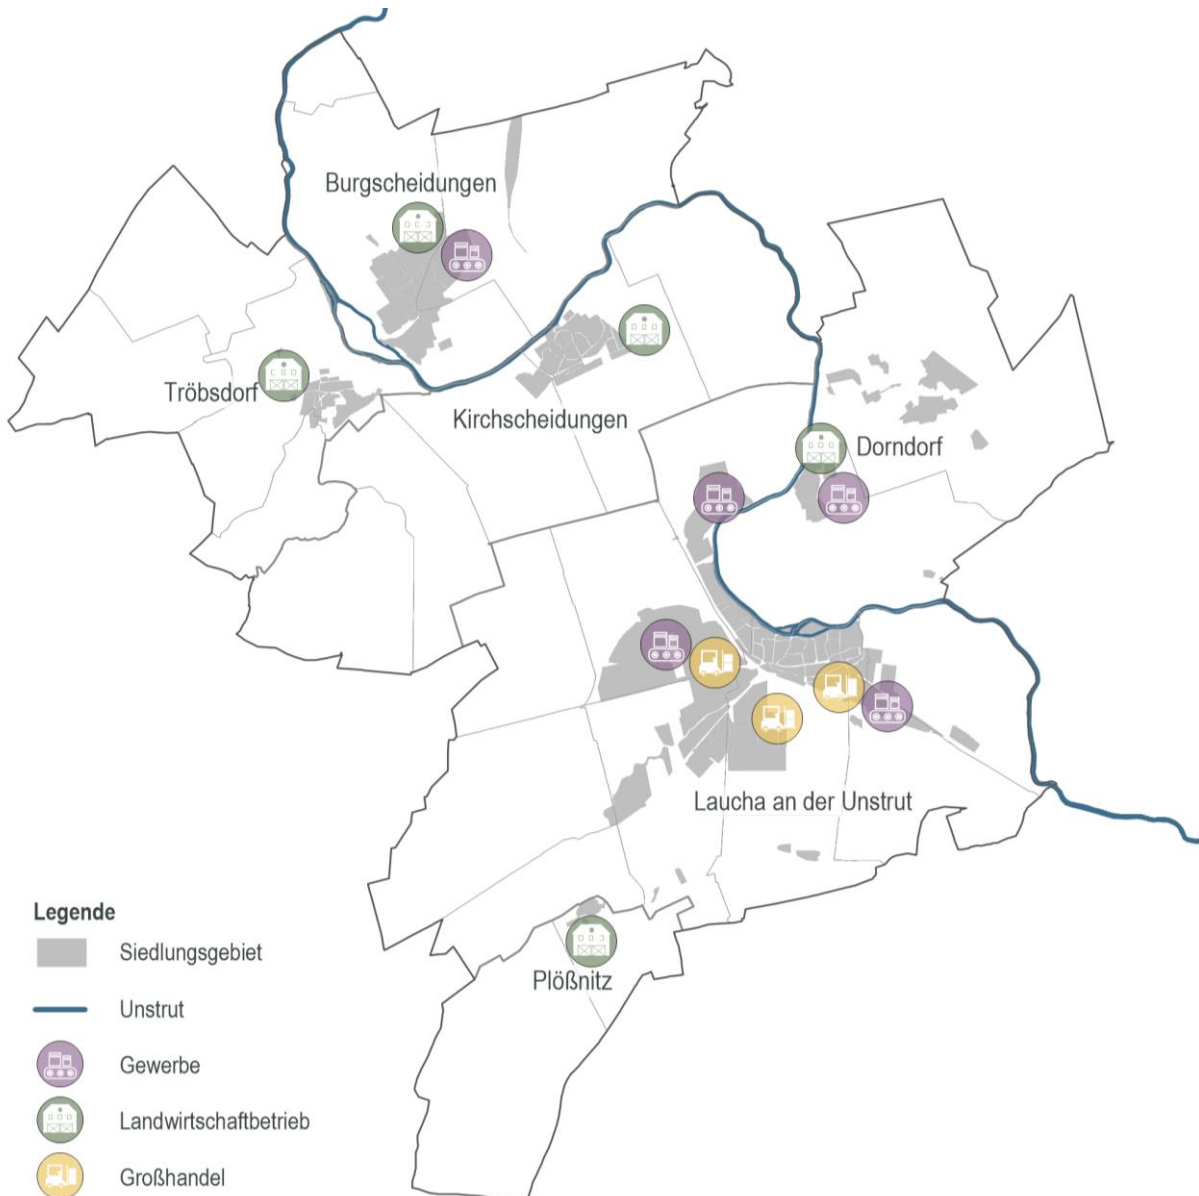 Burgscheidungen
Tröbsdorf
Kirchscheidungen
Dorndorf
Laucha an der Unstrut
Plößnitz
Legende
Siedlungsgebiet
Unstrut
Gewerbe
Landwirtschaftbetrieb
Großhandel